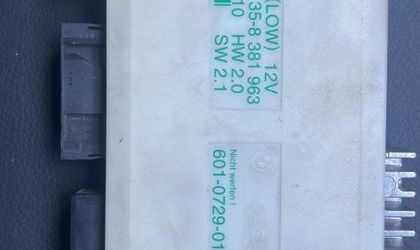 (LOW) 12V
35-8 381 963
10 HW 2.0
SW 2.1
Nicht werfen !
601-0729-01